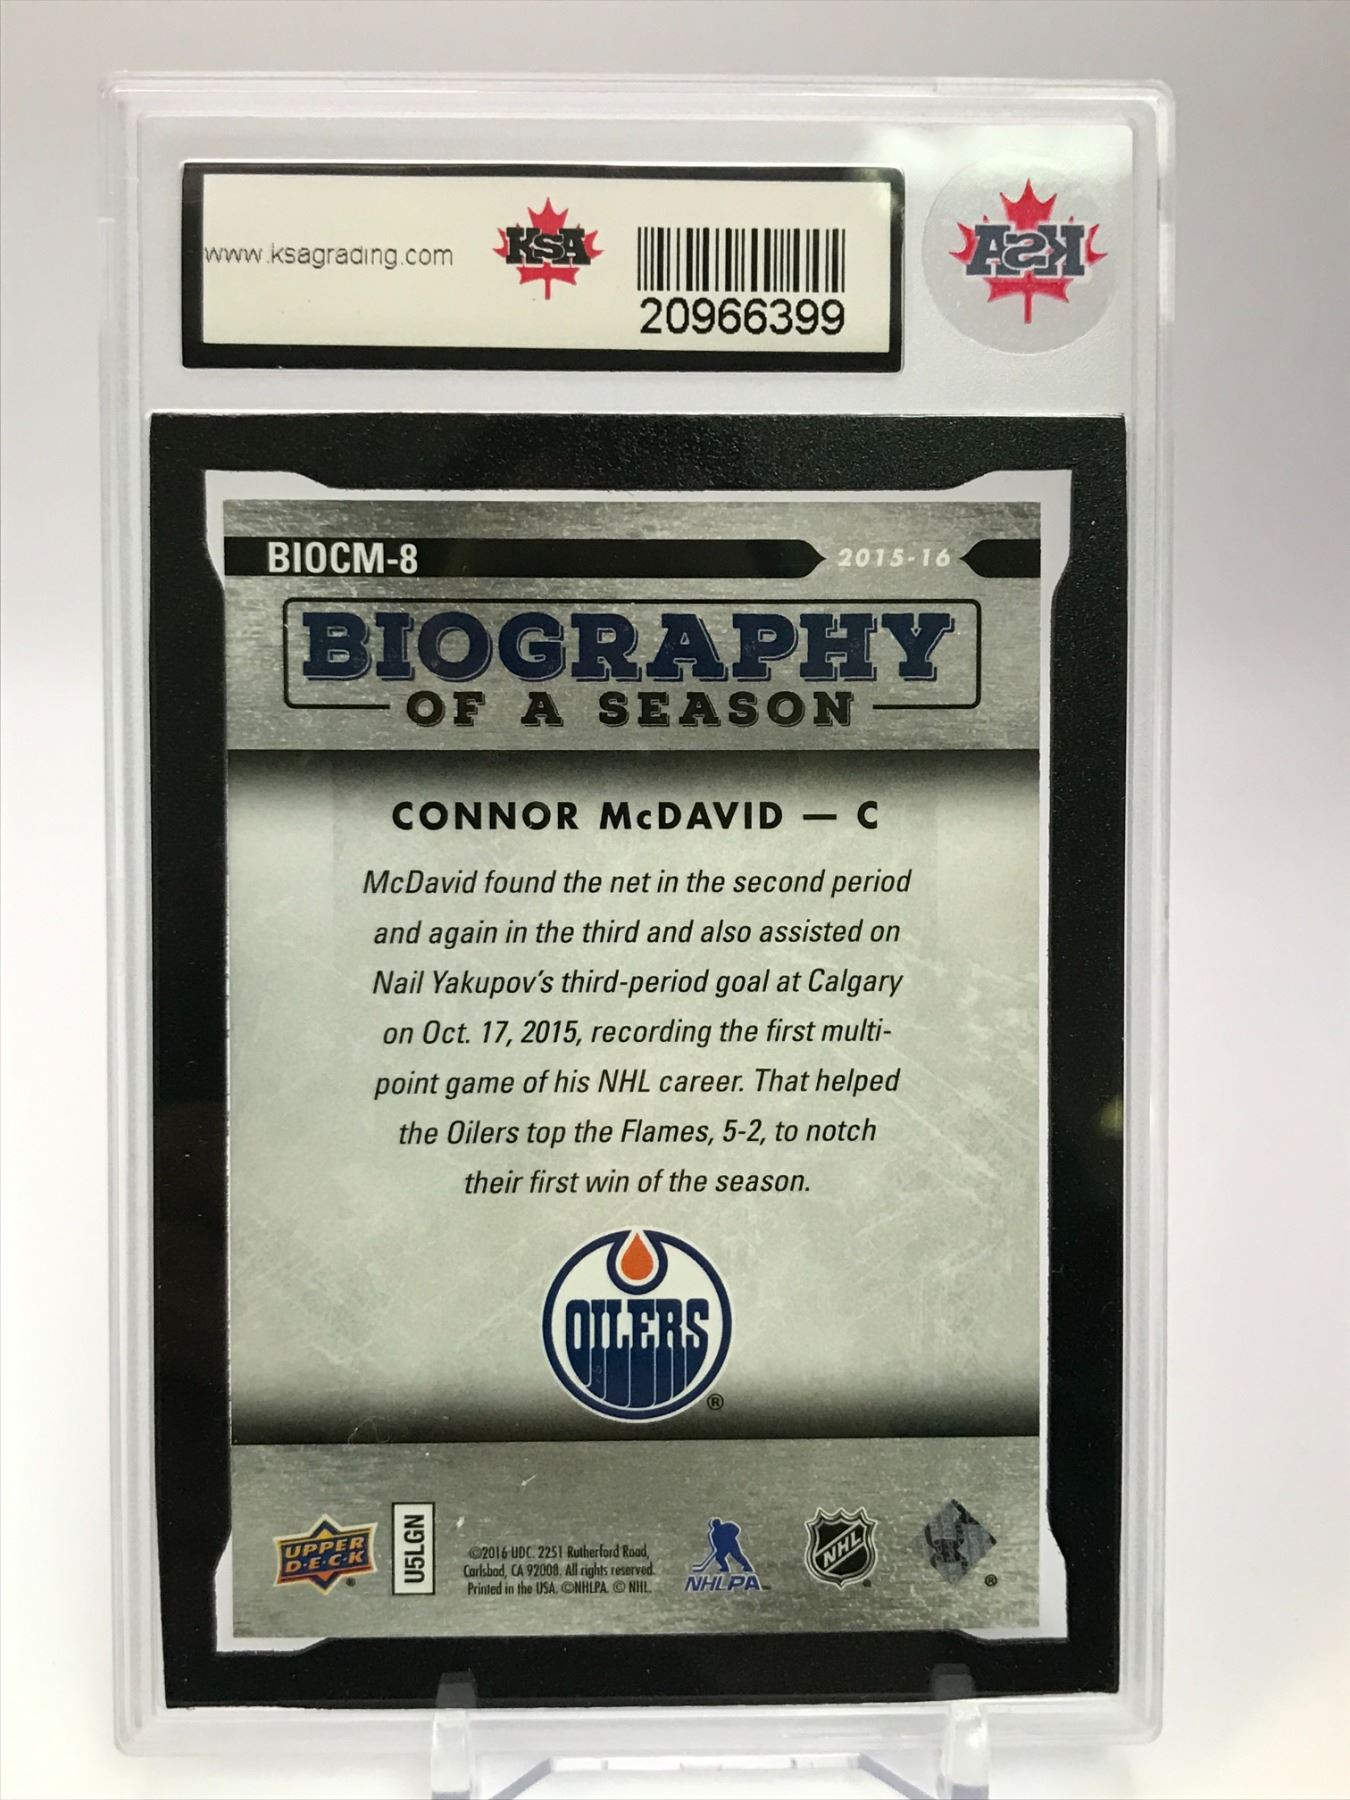 www.ksagrading.com
KSA
20966399
KSA
BIOCM-8
2015-16
BIOGRAPHY
OF A SEASON
CONNOR McDAVID — C
McDavid found the net in the second period
and again in the third and also assisted on
Nail Yakupov's third-period goal at Calgary
on Oct. 17, 2015, recording the first multi-
point game of his NHL career. That helped
the Oilers top the Flames, 5-2, to notch
their first win of the season.
OILERS
®
UPPER
D•E•C•K
®
U5LGN
©2016 UDC. 2251 Rutherford Road,
Carlsbad, CA 92008. All rights reserved.
Printed in the USA. ©NHLPA. © NHL.
NHLPA
NHL
®